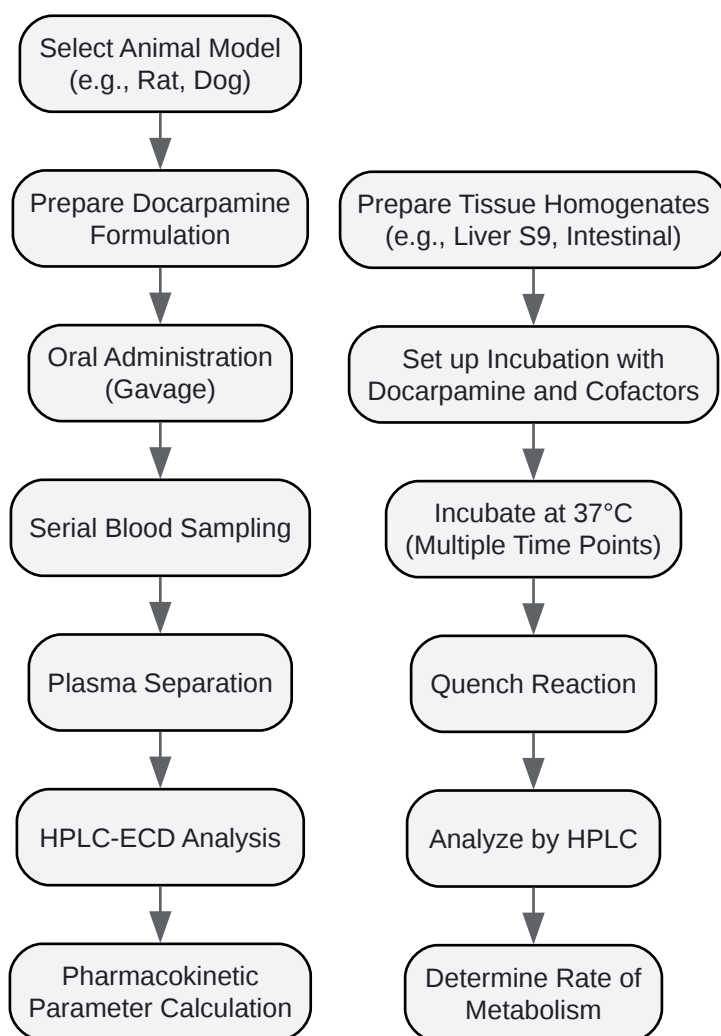 Select Animal Model
(e.g., Rat, Dog)
Prepare Docarpamine
Formulation
Oral Administration
(Gavage)
Serial Blood Sampling
Plasma Separation
HPLC-ECD Analysis
Pharmacokinetic
Parameter Calculation
Prepare Tissue Homogenates
(e.g., Liver S9, Intestinal)
Set up Incubation with
Docarpamine and Cofactors
Incubate at 37°C
(Multiple Time Points)
Quench Reaction
Analyze by HPLC
Determine Rate of
Metabolism